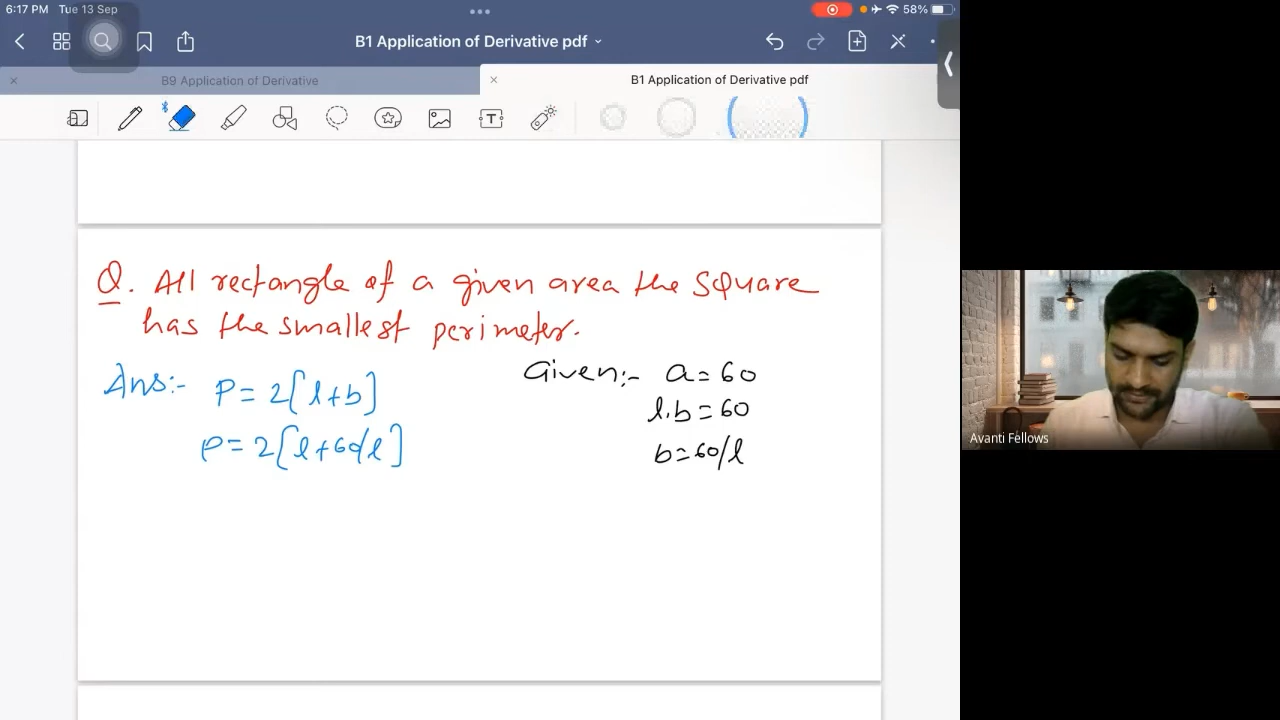 6:17 PM Tue 13 Sep
58%
B1 Application of Derivative pdf
B9 Application of Derivative
B1 Application of Derivative pdf
T
Q. All rectangle of a given area the square
has the smallest perimeter.
Ans:- P = 2[l+b]
P = 2[l+60/l]
Given:- a = 60
l.b = 60
b = 60/l
Avanti Fellows